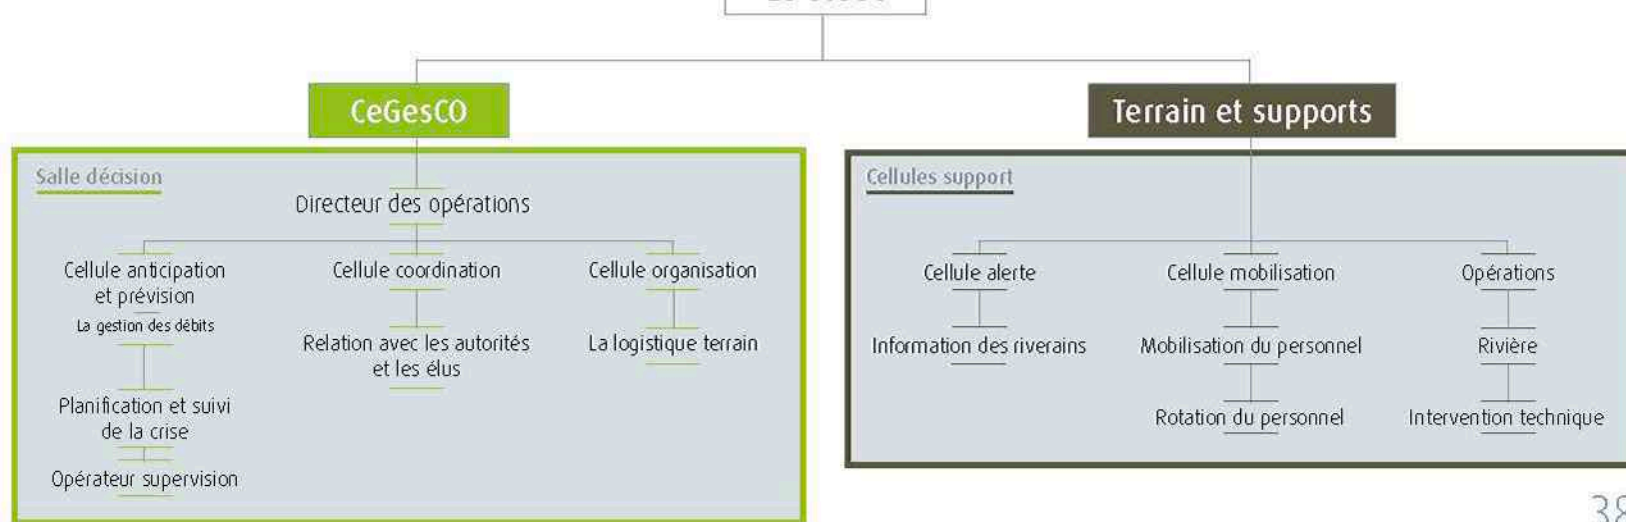 CeGesCO
Terrain et supports
Salle décision
Directeur des opérations
Cellule anticipation
et prévision
La gestion des débits
Planification et suivi
de la crise
Opérateur supervision
Cellule coordination
Relation avec les autorités
et les élus
Cellule organisation
La logistique terrain
Cellules support
Cellule alerte
Information des riverains
Cellule mobilisation
Mobilisation du personnel
Rotation du personnel
Opérations
Rivière
Intervention technique
38